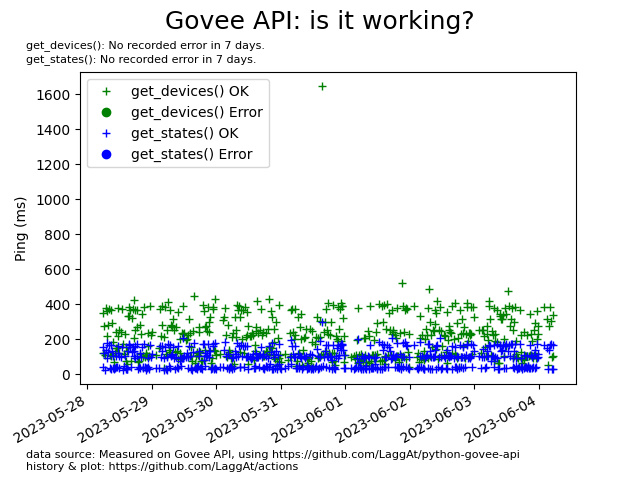 Govee API: is it working?
get_devices(): No recorded error in 7 days.
get_states(): No recorded error in 7 days.
get_devices() OK
get_devices() Error
get_states() OK
get_states() Error
Ping (ms)
1600
1400
1200
1000
800
600
400
200
0
2023-05-28
2023-05-29
2023-05-30
2023-05-31
2023-06-01
2023-06-02
2023-06-03
2023-06-04
data source: Measured on Govee API, using https://github.com/LaggAt/python-govee-api
history & plot: https://github.com/LaggAt/actions